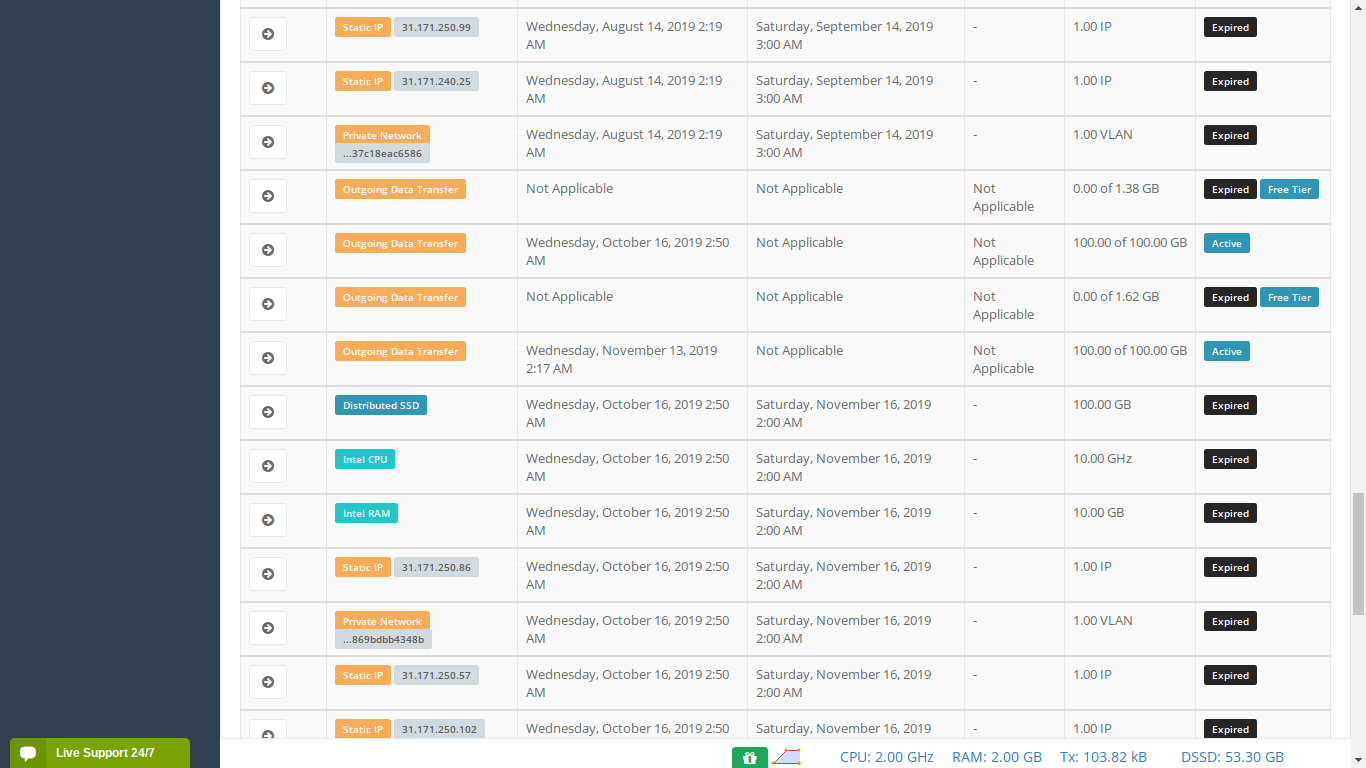 Static IP 31.171.250.99 Wednesday, August 14, 2019 2:19 Saturday, September 14, 2019 - 1.00 IP Expired
AM 3:00 AM
Static IP 31.171.240.25 Wednesday, August 14, 2019 2:19 Saturday, September 14, 2019 - 1.00 IP Expired
AM 3:00 AM
Private Network Wednesday, August 14, 2019 2:19 Saturday, September 14, 2019 - 1.00 VLAN Expired
...37c18eac6586 AM 3:00 AM
Outgoing Data Transfer Not Applicable Not Applicable Not 0.00 of 1.38 GB Expired Free Tier
Applicable
Outgoing Data Transfer Wednesday, October 16, 2019 2:50 Not Applicable Not 100.00 of 100.00 GB Active
AM Applicable
Outgoing Data Transfer Not Applicable Not Applicable Not 0.00 of 1.62 GB Expired Free Tier
Applicable
Outgoing Data Transfer Wednesday, November 13, 2019 Not Applicable Not 100.00 of 100.00 GB Active
2:17 AM Applicable
Distributed SSD Wednesday, October 16, 2019 2:50 Saturday, November 16, 2019 - 100.00 GB Expired
AM 2:00 AM
Intel CPU Wednesday, October 16, 2019 2:50 Saturday, November 16, 2019 - 10.00 GHz Expired
AM 2:00 AM
Intel RAM Wednesday, October 16, 2019 2:50 Saturday, November 16, 2019 - 10.00 GB Expired
AM 2:00 AM
Static IP 31.171.250.86 Wednesday, October 16, 2019 2:50 Saturday, November 16, 2019 - 1.00 IP Expired
AM 2:00 AM
Private Network Wednesday, October 16, 2019 2:50 Saturday, November 16, 2019 - 1.00 VLAN Expired
...869bdbb4348b AM 2:00 AM
Static IP 31.171.250.57 Wednesday, October 16, 2019 2:50 Saturday, November 16, 2019 - 1.00 IP Expired
AM 2:00 AM
Static IP 31.171.250.102 Wednesday, October 16, 2019 2:50 Saturday, November 16, 2019 - 1.00 IP Expired
Live Support 24/7 CPU: 2.00 GHz RAM: 2.00 GB Tx: 103.82 kB DSSD: 53.30 GB